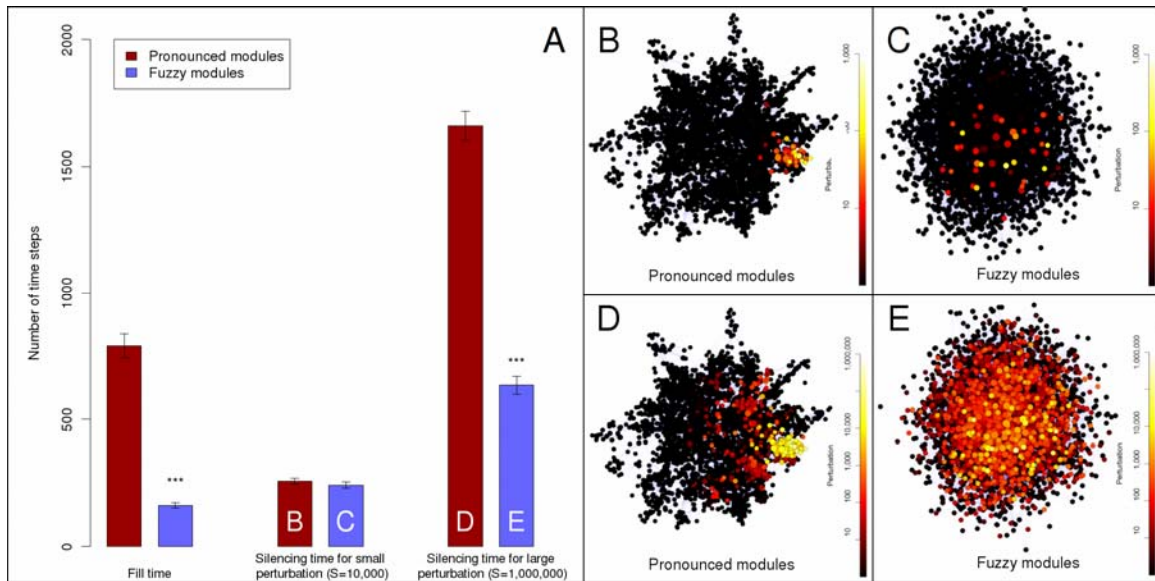 A
Pronounced modules
Fuzzy modules
Number of time steps
2000
1500
1000
500
0
***
***
B
C
D
E
Fill time
Silencing time for small
perturbation (S=10,000)
Silencing time for large
perturbation (S=1,000,000)
B
1,000
10
Pronounced modules
C
1,000
100
10
Perturbation
Fuzzy modules
D
1,000,000
10,000
1,000
100
10
Perturbation
Pronounced modules
E
1,000,000
10,000
1,000
100
10
Perturbation
Fuzzy modules